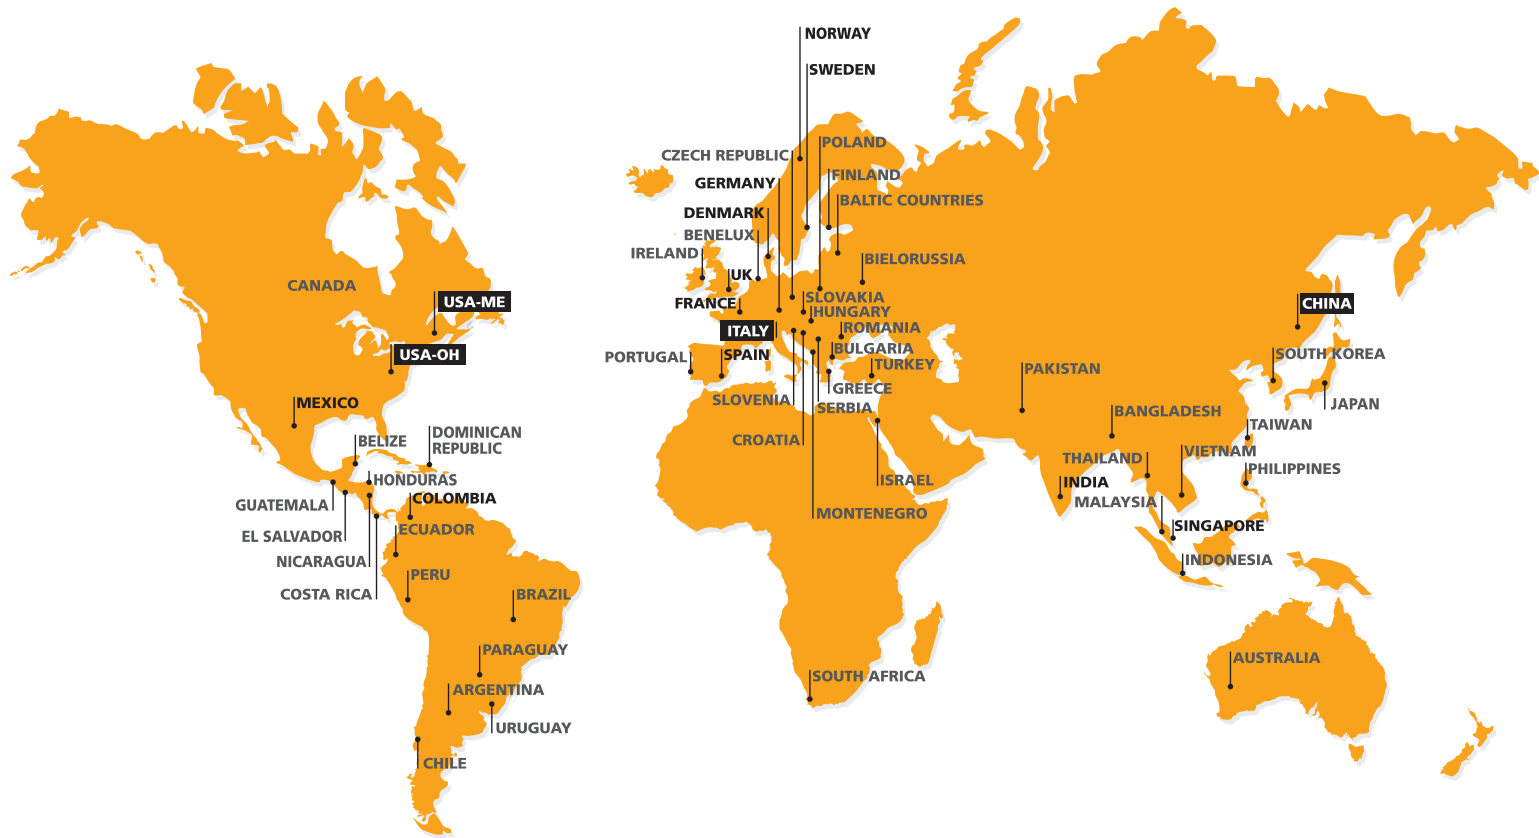 NORWAY
SWEDEN
POLAND
CZECH REPUBLIC
FINLAND
GERMANY
BALTIC COUNTRIES
DENMARK
BENELUX
IRELAND
BIELORUSSIA
UK
CANADA
USA-ME
FRANCE
SLOVAKIA
HUNGARY
CHINA
ITALY
ROMANIA
USA-OH
PORTUGAL
SPAIN
BULGARIA
TURKEY
SOUTH KOREA
PAKISTAN
GREECE
MEXICO
SLOVENIA
SERBIA
JAPAN
BANGLADESH
TAIWAN
BELIZE
DOMINICAN
REPUBLIC
CROATIA
THAILAND
VIETNAM
PHILIPPINES
HONDURAS
ISRAEL
INDIA
GUATEMALA
COLOMBIA
MALAYSIA
MONTENEGRO
SINGAPORE
EL SALVADOR
ECUADOR
NICARAGUA
INDONESIA
PERU
COSTA RICA
BRAZIL
PARAGUAY
AUSTRALIA
SOUTH AFRICA
ARGENTINA
URUGUAY
CHILE